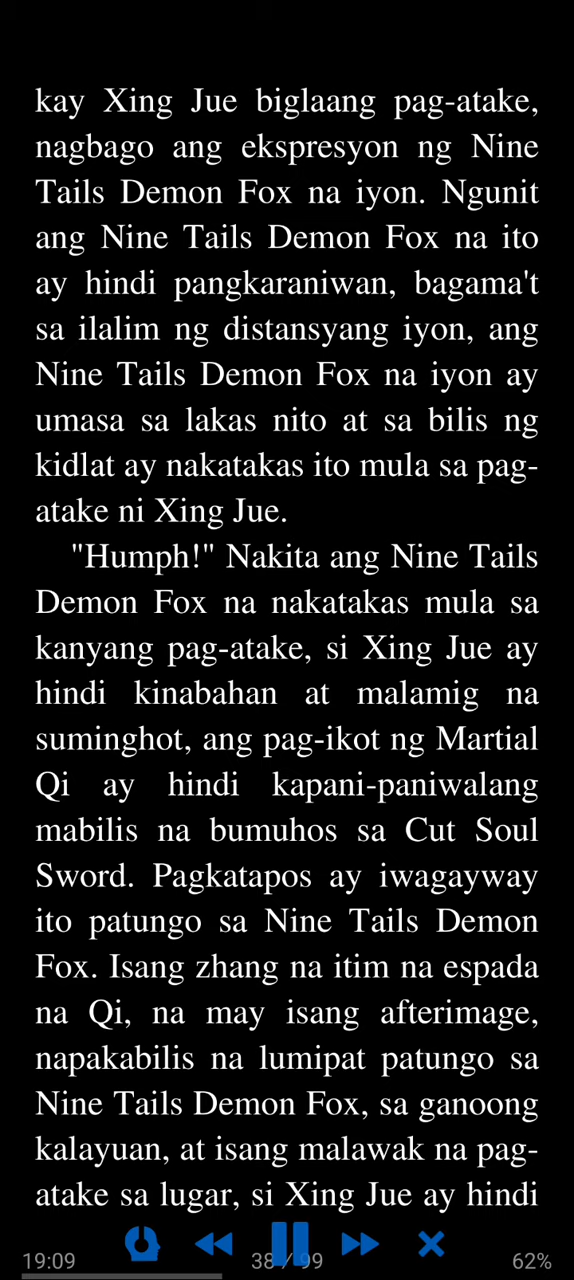 kay Xing Jue biglaang pag-atake,
nagbago ang ekspresyon ng Nine
Tails Demon Fox na iyon. Ngunit
ang Nine Tails Demon Fox na ito
ay hindi pangkaraniwan, bagama't
sa ilalim ng distansyang iyon, ang
Nine Tails Demon Fox na iyon ay
umasa sa lakas nito at sa bilis ng
kidlat ay nakatakas ito mula sa pag-
atake ni Xing Jue.
"Humph!" Nakita ang Nine Tails
Demon Fox na nakatakas mula sa
kanyang pag-atake, si Xing Jue ay
hindi kinabahan at malamig na
suminghot, ang pag-ikot ng Martial
Qi ay hindi kapani-paniwalang
mabilis na bumuhos sa Cut Soul
Sword. Pagkatapos ay iwagayway
ito patungo sa Nine Tails Demon
Fox. Isang zhang na itim na espada
na Qi, na may isang afterimage,
napakabilis na lumipat patungo sa
Nine Tails Demon Fox, sa ganoong
kalayuan, at isang malawak na pag-
atake sa lugar, si Xing Jue ay hindi
19:09 38 / 99 62%